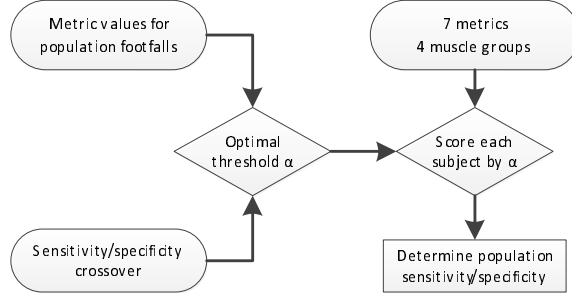 Metric values for
population footfalls
7 metrics
4 muscle groups
Optimal
threshold α
Score each
subject by α
Sensitivity/specificity
crossover
Determine population
sensitivity/specificity